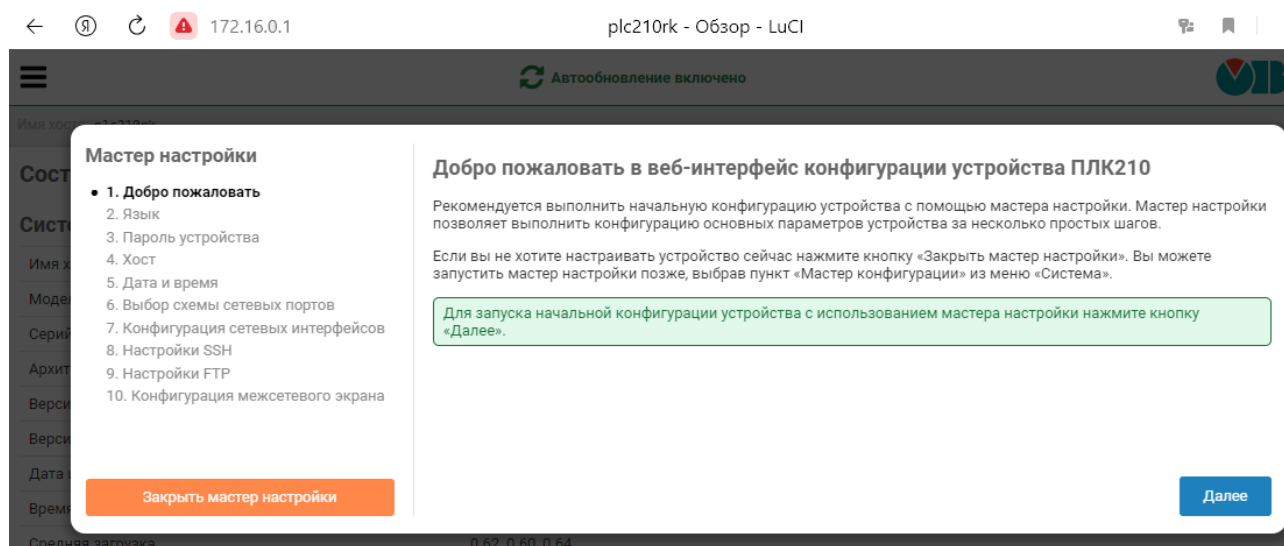 172.16.0.1
plc210rk - Обзор - LuCI
Автообновление включено
Имя хоста plc210rk
Мастер настройки
1. Добро пожаловать
2. Язык
3. Пароль устройства
4. Хост
5. Дата и время
6. Выбор схемы сетевых портов
7. Конфигурация сетевых интерфейсов
8. Настройки SSH
9. Настройки FTP
10. Конфигурация межсетевого экрана
Закрыть мастер настройки
Добро пожаловать в веб-интерфейс конфигурации устройства ПЛК210
Рекомендуется выполнить начальную конфигурацию устройства с помощью мастера настройки. Мастер настройки
позволяет выполнить конфигурацию основных параметров устройства за несколько простых шагов.
Если вы не хотите настраивать устройство сейчас нажмите кнопку «Закрыть мастер настройки». Вы можете
запустить мастер настройки позже, выбрав пункт «Мастер конфигурации» из меню «Система».
Для запуска начальной конфигурации устройства с использованием мастера настройки нажмите кнопку
«Далее».
Далее
Сост
Систе
Имя х
Модел
Серий
Архит
Верси
Верси
Дата
Время
Средняя загрузка
0.62, 0.60, 0.64